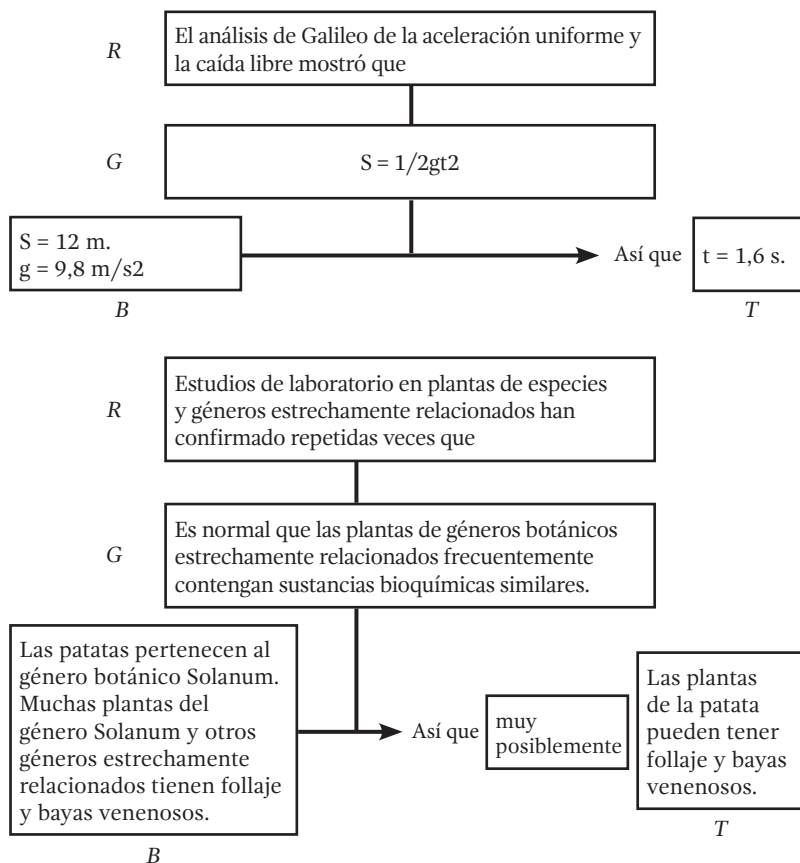 R
El análisis de Galileo de la aceleración uniforme y
la caída libre mostró que
G
S = 1/2gt2
S = 12 m.
g = 9,8 m/s2
B
Así que
t = 1,6 s.
T
R
Estudios de laboratorio en plantas de especies
y géneros estrechamente relacionados han
confirmado repetidas veces que
G
Es normal que las plantas de géneros botánicos
estrechamente relacionados frecuentemente
contengan sustancias bioquímicas similares.
Las patatas pertenecen al
género botánico Solanum.
Muchas plantas del
género Solanum y otros
géneros estrechamente
relacionados tienen follaje
y bayas venenosos.
B
Así que
muy
posiblemente
Las plantas
de la patata
pueden tener
follaje y bayas
venenosos.
T